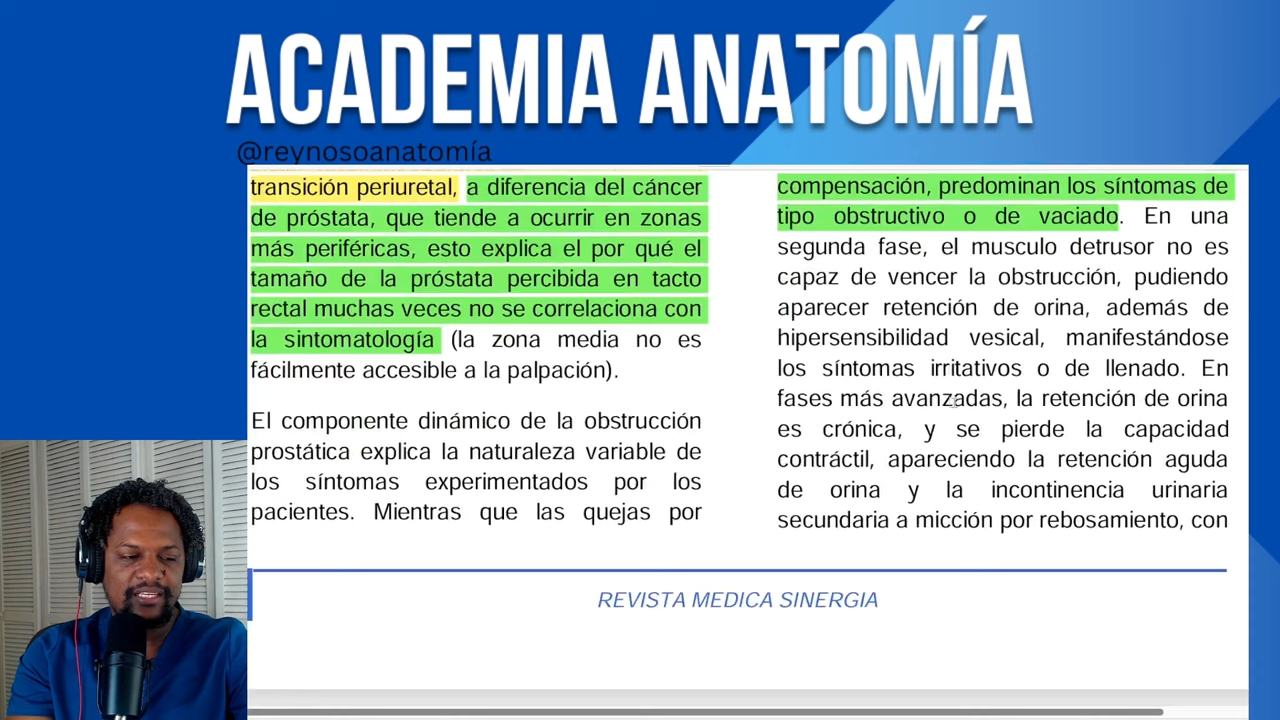 ACADEMIA ANATOMÍA
@reynosoanatomía
transición periuretal, a diferencia del cáncer
de próstata, que tiende a ocurrir en zonas
más periféricas, esto explica el por qué el
tamaño de la próstata percibida en tacto
rectal muchas veces no se correlaciona con
la sintomatología (la zona media no es
fácilmente accesible a la palpación).
El componente dinámico de la obstrucción
prostática explica la naturaleza variable de
los síntomas experimentados por los
pacientes. Mientras que las quejas por
compensación, predominan los síntomas de
tipo obstructivo o de vaciado. En una
segunda fase, el musculo detrusor no es
capaz de vencer la obstrucción, pudiendo
aparecer retención de orina, además de
hipersensibilidad vesical, manifestándose
los síntomas irritativos o de llenado. En
fases más avanzadas, la retención de orina
es crónica, y se pierde la capacidad
contráctil, apareciendo la retención aguda
de orina y la incontinencia urinaria
secundaria a micción por rebosamiento, con
REVISTA MEDICA SINERGIA